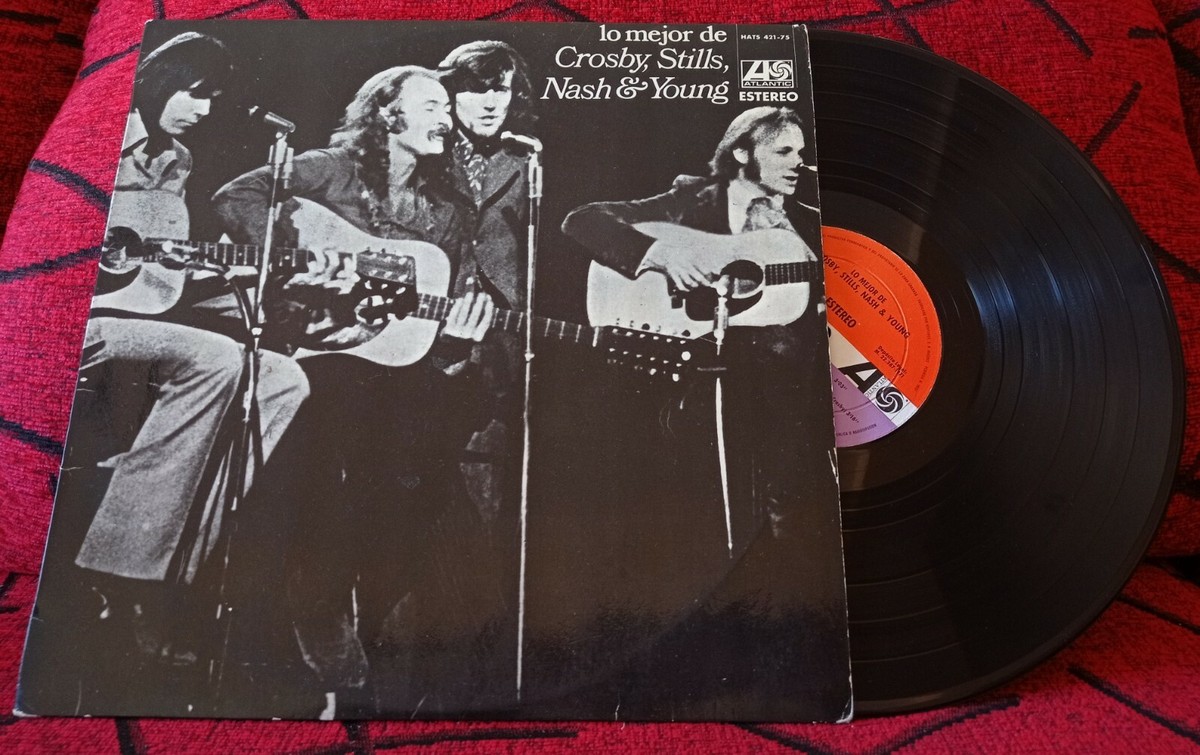 lo mejor de
Crosby, Stills,
Nash & Young
HATS 421-75
ATLANTIC
ESTEREO
LO MEJOR DE
CROSBY, STILLS, NASH & YOUNG
ESTEREO